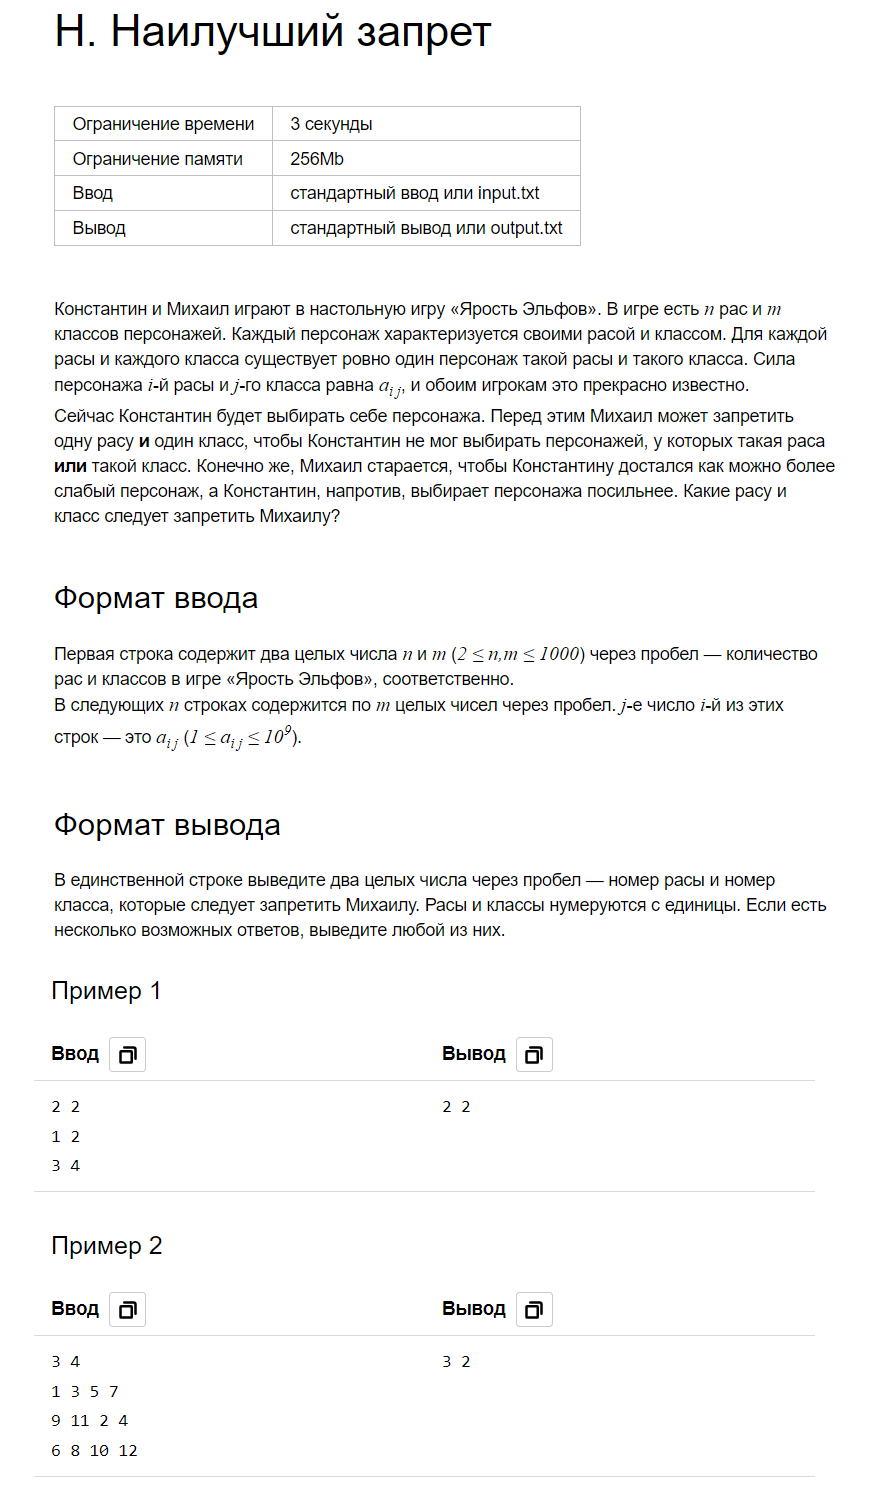 H. Наилучший запрет
Ограничение времени 3 секунды
Ограничение памяти 256Mb
Ввод стандартный ввод или input.txt
Вывод стандартный вывод или output.txt
Константин и Михаил играют в настольную игру «Ярость Эльфов». В игре есть n рас и m
классов персонажей. Каждый персонаж характеризуется своими расой и классом. Для каждой
расы и каждого класса существует ровно один персонаж такой расы и такого класса. Сила
персонажа i-й расы и j-го класса равна a_{i j}, и обоим игрокам это прекрасно известно.
Сейчас Константин будет выбирать себе персонажа. Перед этим Михаил может запретить
одну расу и один класс, чтобы Константин не мог выбирать персонажей, у которых такая раса
или такой класс. Конечно же, Михаил старается, чтобы Константину достался как можно более
слабый персонаж, а Константин, напротив, выбирает персонажа посильнее. Какие расу и
класс следует запретить Михаилу?
Формат ввода
Первая строка содержит два целых числа n и m (2 ≤ n,m ≤ 1000) через пробел — количество
рас и классов в игре «Ярость Эльфов», соответственно.
В следующих n строках содержится по m целых чисел через пробел. j-е число i-й из этих
строк — это a_{i j} (1 ≤ a_{i j} ≤ 10^9).
Формат вывода
В единственной строке выведите два целых числа через пробел — номер расы и номер
класса, которые следует запретить Михаилу. Расы и классы нумеруются с единицы. Если есть
несколько возможных ответов, выведите любой из них.
Пример 1
Ввод Вывод
2 2 2 2
1 2
3 4
Пример 2
Ввод Вывод
3 4 3 2
1 3 5 7
9 11 2 4
6 8 10 12